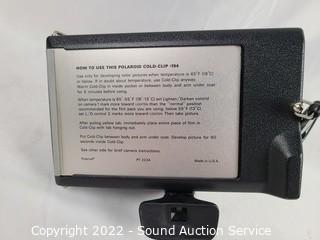 HOW TO USE THIS POLAROID COLD-CLIP #194
Use only for developing color pictures when temperature is 65°F (18°C)
or below. If in doubt about temperature, use Cold-Clip anyway.
Warm Cold-Clip in inside pocket or between body and arm under coat
for 5 minutes before using.
When temperature is 65°-55°F (18°-13°C) set Lighten/Darken control
on camera 1 mark more toward Lighten than the "normal" position
recommended for the film pack you are using; below 55°F (13°C)
set L/D control 2 marks more toward Lighten. Then take picture.
After pulling yellow tab, immediately place entire piece of film in
Cold-Clip with tab hanging out.
Put Cold-Clip between body and arm under coat. Develop picture for 60
seconds inside Cold-Clip.
See other side for brief camera instructions.
Polaroid®
PT 223A
Made in U.S.A.
Copyright 2022 - Sound Auction Service